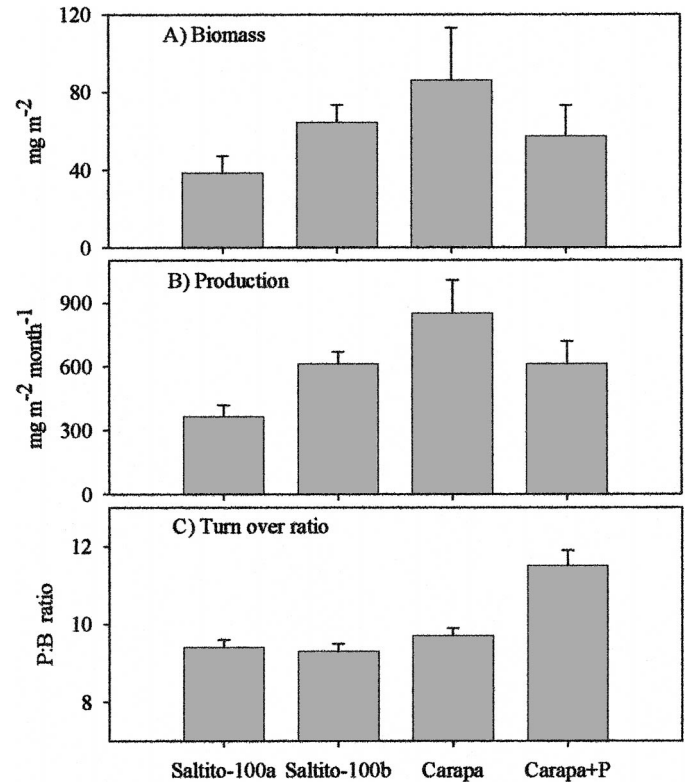 120
A) Biomass
80
mg m⁻²
40
0
B) Production
900
mg m⁻² month⁻¹
600
300
0
C) Turn over ratio
12
P:B ratio
10
8
Saltito-100a Saltito-100b Carapa Carapa+P